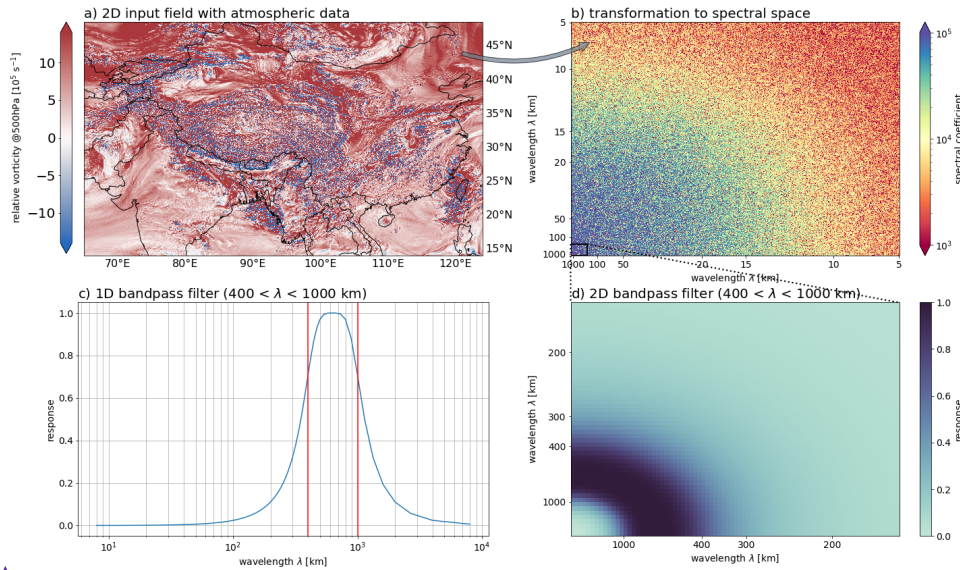 a) 2D input field with atmospheric data
relative vorticity @500hPa [10⁵ s⁻¹]
10
5
0
−5
−10
45°N
40°N
35°N
30°N
25°N
20°N
15°N
70°E 80°E 90°E 100°E 110°E 120°E
b) transformation to spectral space
wavelength λ [km]
5
10
15
20
50
100
1000
1000 100 50 20 15 10 5
wavelength λ [km]
10⁵
10⁴
10³
spectral coefficient
c) 1D bandpass filter (400 < λ < 1000 km)
response
1.0
0.8
0.6
0.4
0.2
0.0
10¹ 10² 10³ 10⁴
wavelength λ [km]
d) 2D bandpass filter (400 < λ < 1000 km)
wavelength λ [km]
200
300
400
1000
1000 400 300 200
wavelength λ [km]
1.0
0.8
0.6
0.4
0.2
0.0
response